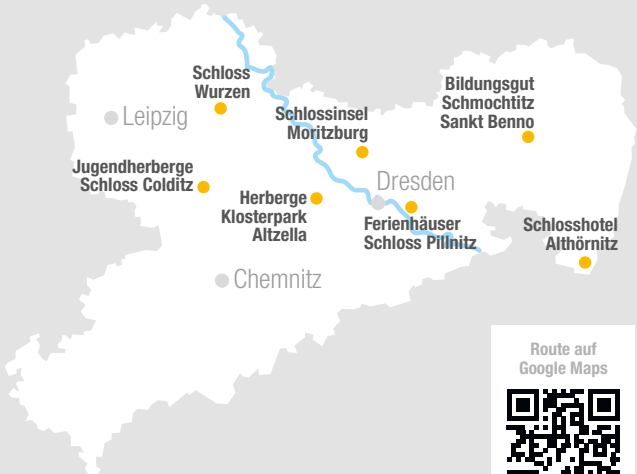 Schloss
Wurzen
Leipzig
Schlossinsel
Moritzburg
Bildungsgut
Schmochtitz
Sankt Benno
Jugendherberge
Schloss Colditz
Herberge
Klosterpark
Altzella
Dresden
Ferienhäuser
Schloss Pillnitz
Schlosshotel
Althörnitz
Chemnitz
Route auf
Google Maps